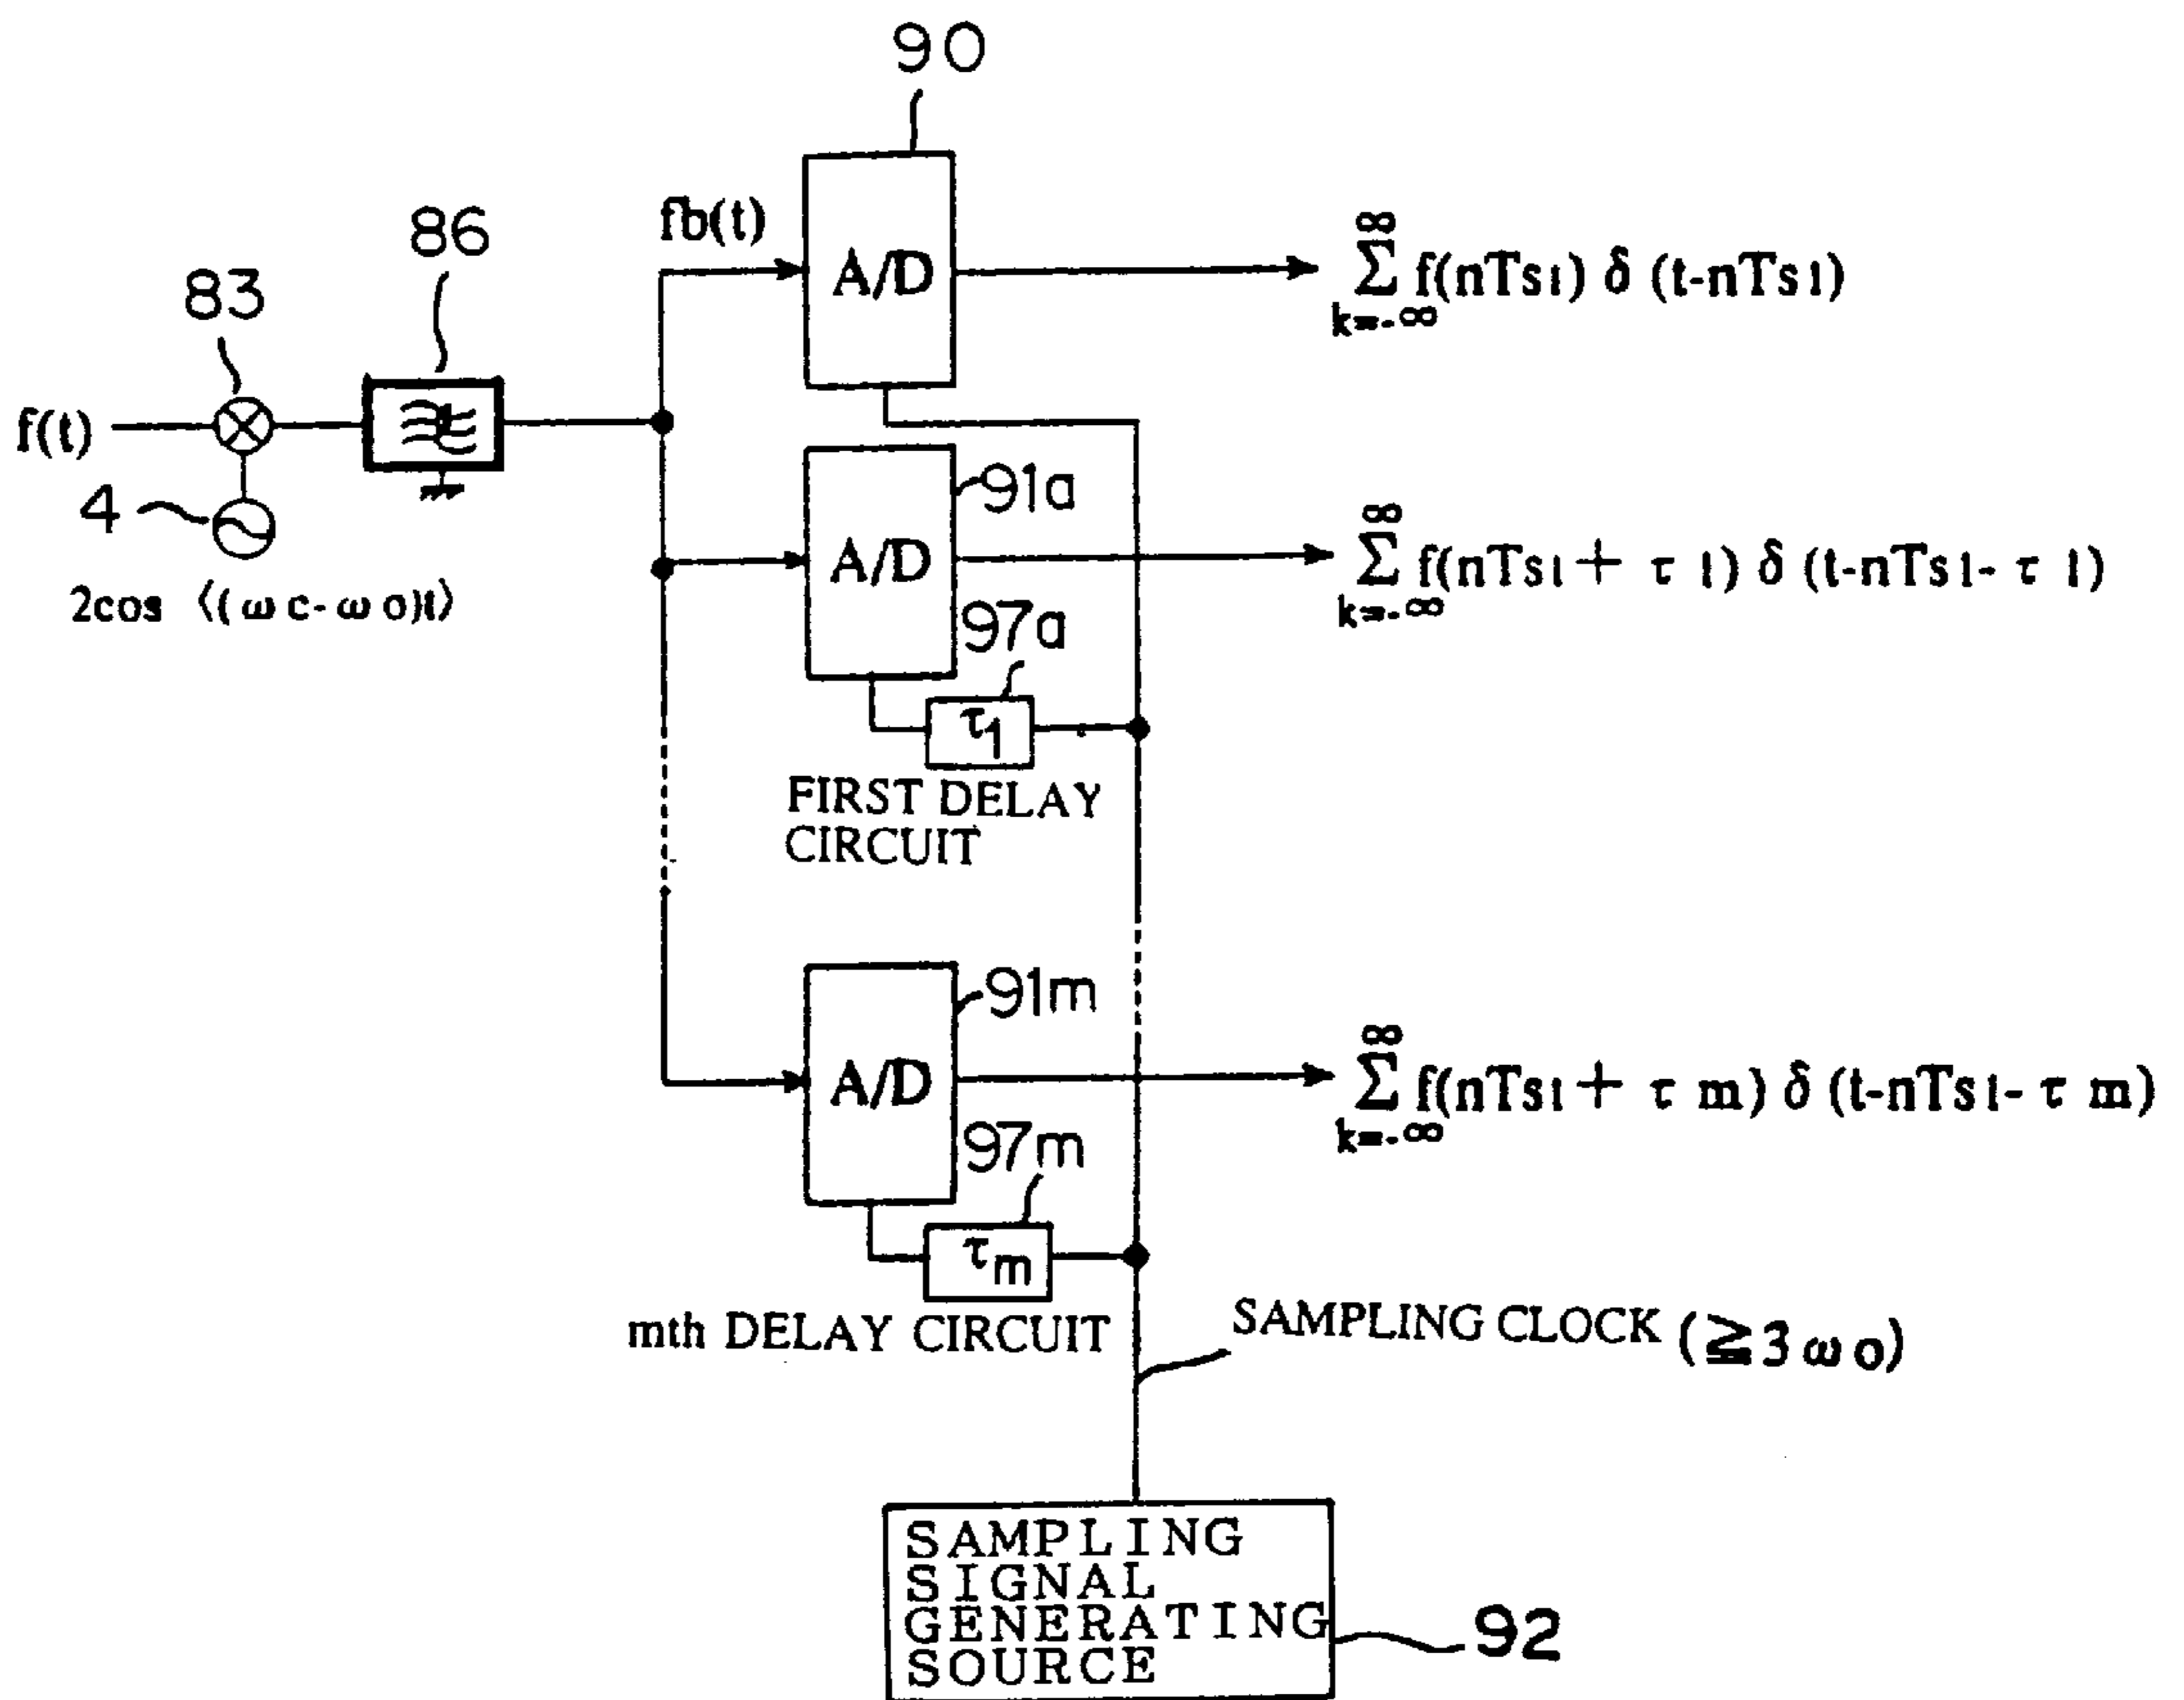 90
fb(t)
86
83
A/D
∞
Σ f(nTs1) δ (t-nTs1)
k=-∞
f(t)
4
2cos ⟨(ωc-ωo)t⟩
91a
A/D
∞
Σ f(nTs1+ τ 1) δ (t-nTs1- τ 1)
k=-∞
97a
τ1
FIRST DELAY
CIRCUIT
91m
A/D
∞
Σ f(nTs1+ τ m) δ (t-nTs1- τ m)
k=-∞
97m
τm
mth DELAY CIRCUIT
SAMPLING CLOCK (≧3ωo)
SAMPLING
SIGNAL
GENERATING
SOURCE
92